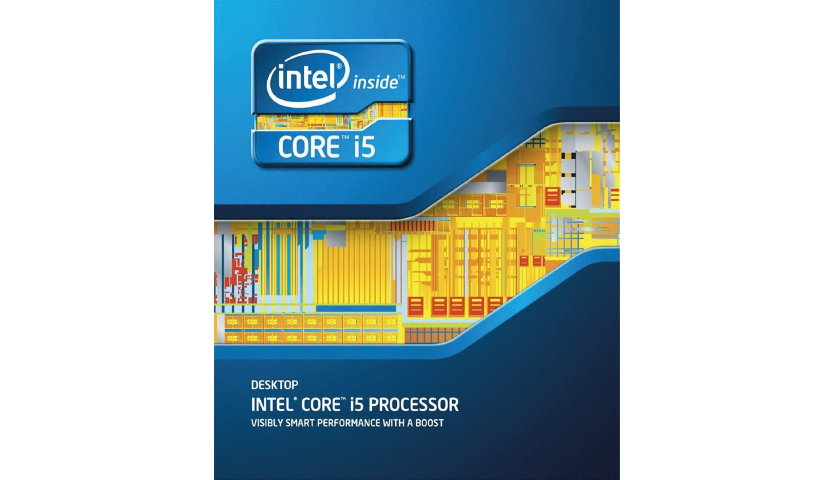 intel® inside™
CORE™ i5
DESKTOP
INTEL® CORE™ i5 PROCESSOR
VISIBLY SMART PERFORMANCE WITH A BOOST